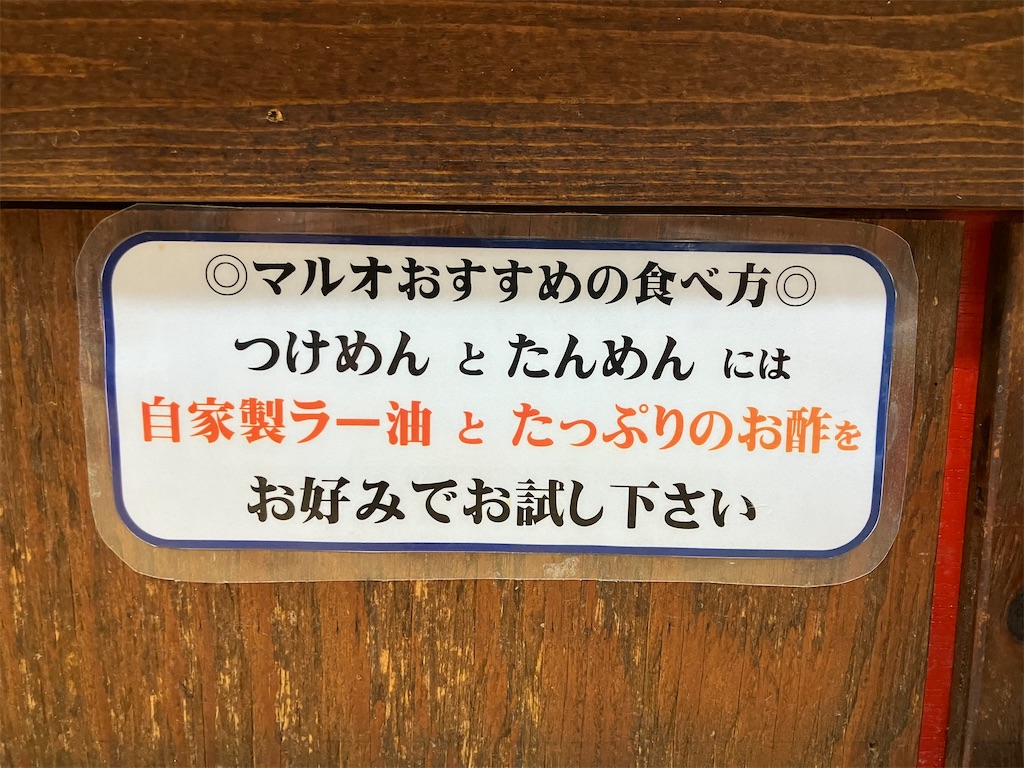 ◎マルオおすすめの食べ方◎
つけめん と たんめん には
自家製ラー油 と たっぷりのお酢を
お好みでお試し下さい